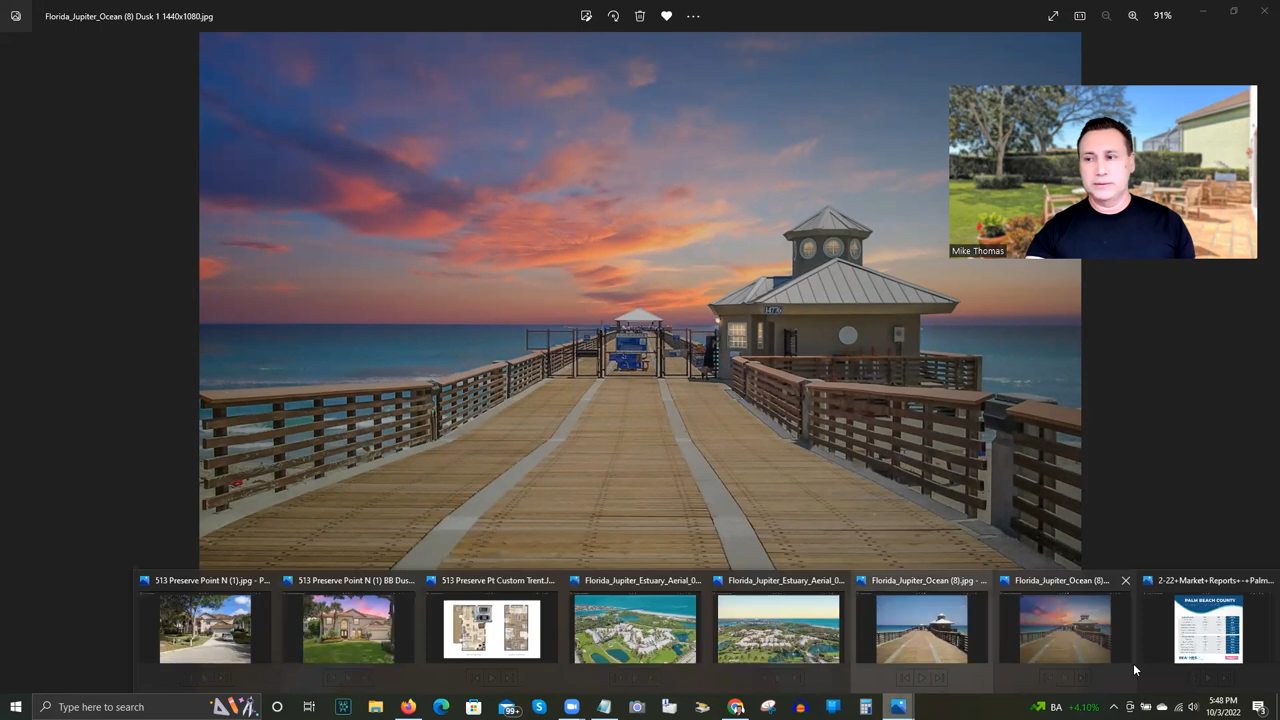 Florida_Jupiter_Ocean (8) Dusk 1 1440x1080.jpg
91%
Mike Thomas
14775
513 Preserve Point N (1).jpg - P...
513 Preserve Point N (1) BB Dus...
513 Preserve Pt Custom Trent.J...
Florida_Jupiter_Estuary_Aerial_0...
Florida_Jupiter_Estuary_Aerial_0...
Florida_Jupiter_Ocean (8).jpg - ...
Florida_Jupiter_Ocean (8)...
2-22+Market+Reports+-+Palm...
PALM BEACH COUNTY
Type here to search
99+
BA +4.10%
5:48 PM
10/3/2022